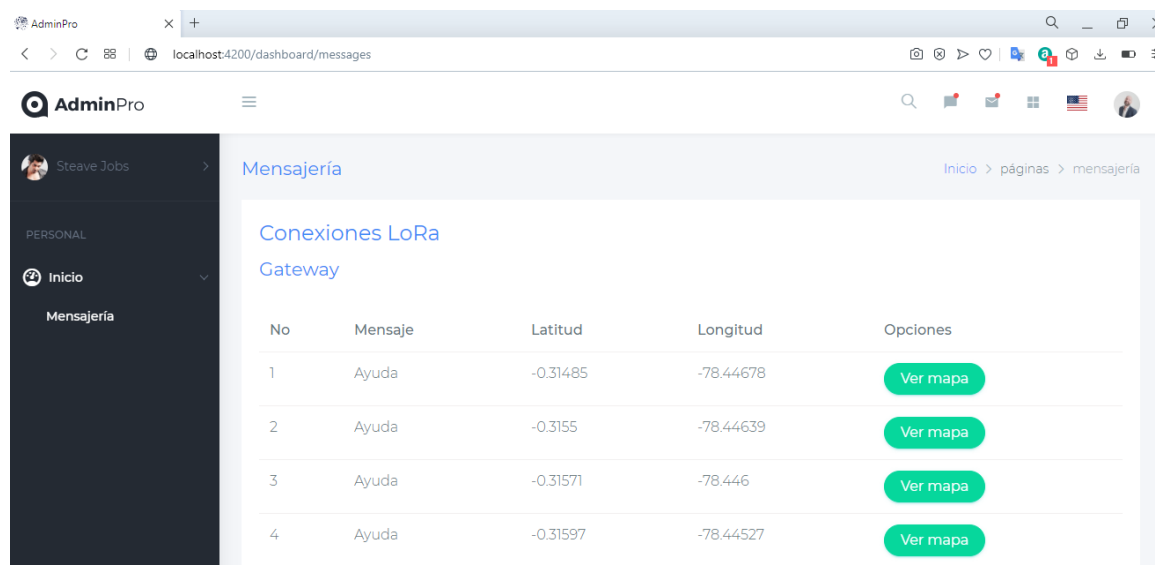 AdminPro
localhost:4200/dashboard/messages
1
AdminPro
Steave Jobs
PERSONAL
Inicio
Mensajería
Mensajería
Inicio > páginas > mensajería
Conexiones LoRa
Gateway
No Mensaje Latitud Longitud Opciones
1 Ayuda -0.31485 -78.44678 Ver mapa
2 Ayuda -0.3155 -78.44639 Ver mapa
3 Ayuda -0.31571 -78.446 Ver mapa
4 Ayuda -0.31597 -78.44527 Ver mapa